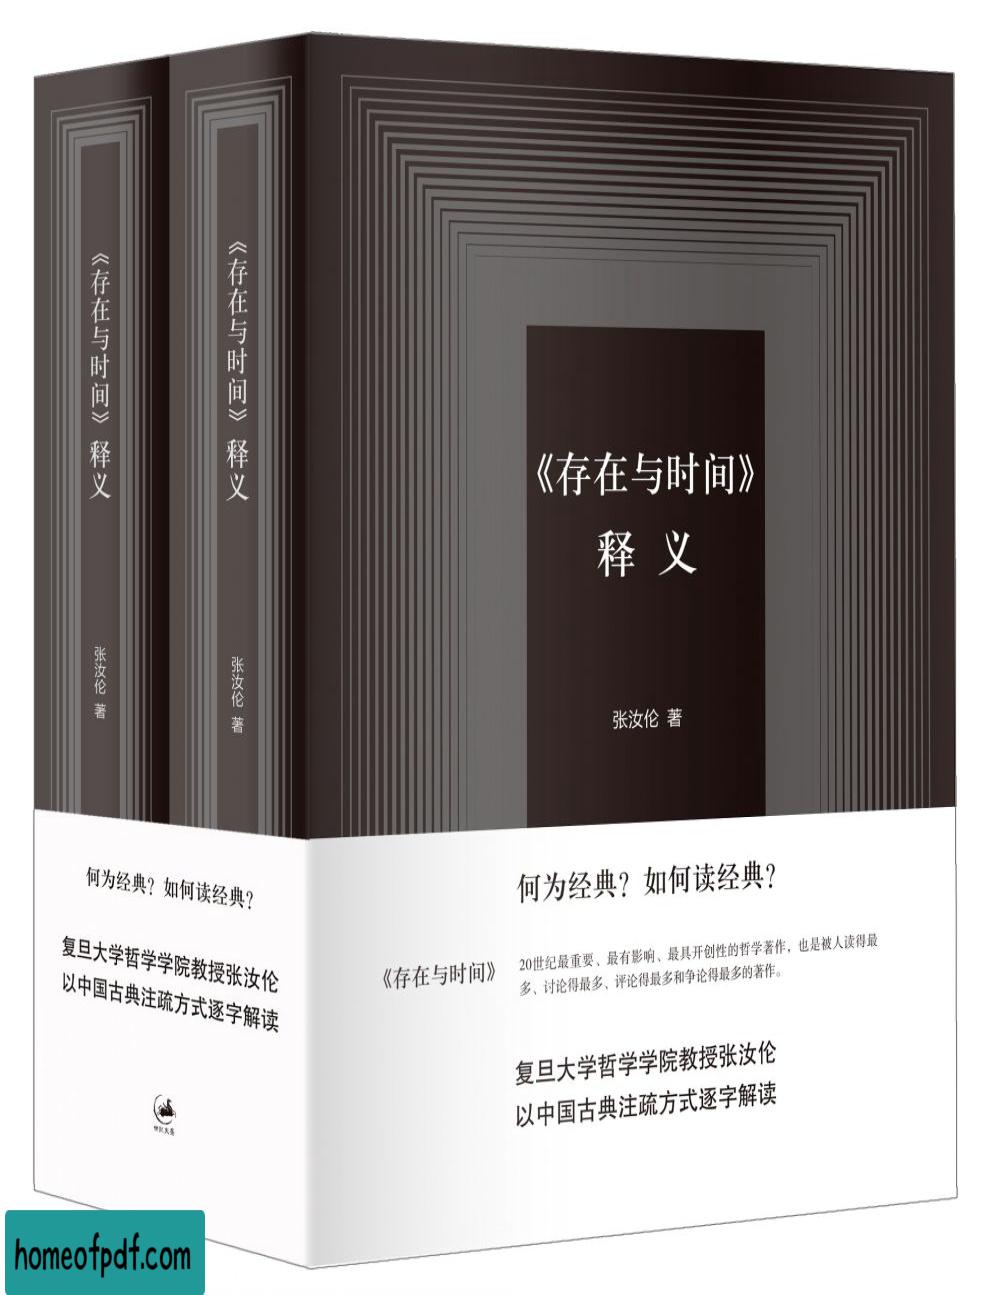 《存在与时间》释义
张汝伦 著
《存在与时间》释义
张汝伦 著
《存在与时间》
释 义
张汝伦 著
何为经典？如何读经典？
复旦大学哲学学院教授张汝伦
以中国古典注疏方式逐字解读
世纪文景
何为经典？如何读经典？
《存在与时间》
20世纪最重要、最有影响、最具开创性的哲学著作，也是被人读得最
多、讨论得最多、评论得最多和争论得最多的著作。
复旦大学哲学学院教授张汝伦
以中国古典注疏方式逐字解读
homeofpdf.com